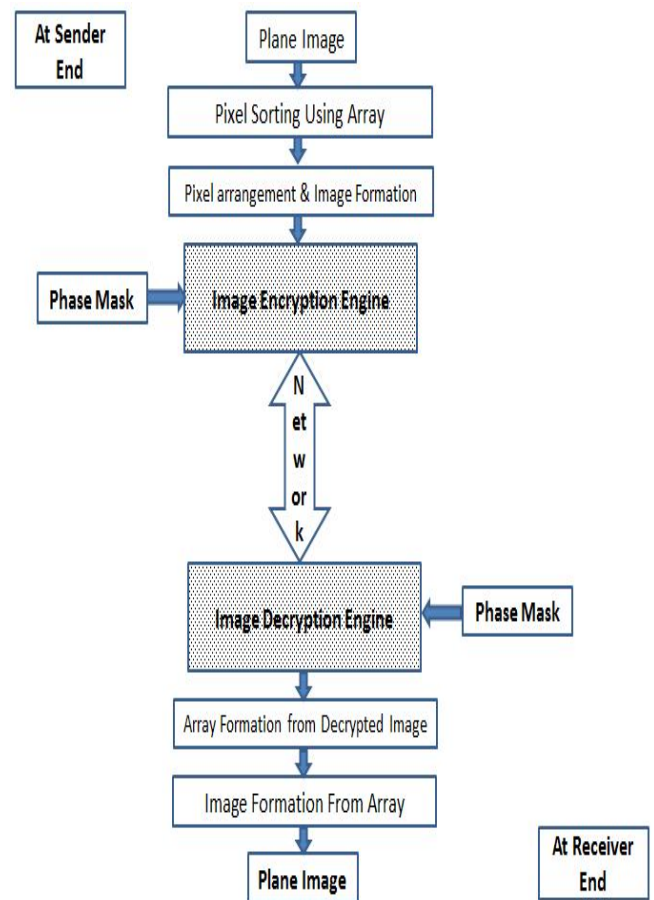 At Sender
End
Plane Image
Pixel Sorting Using Array
Pixel arrangement & Image Formation
Phase Mask
Image Encryption Engine
N
et
w
or
k
Image Decryption Engine
Phase Mask
Array Formation from Decrypted Image
Image Formation From Array
Plane Image
At Receiver
End